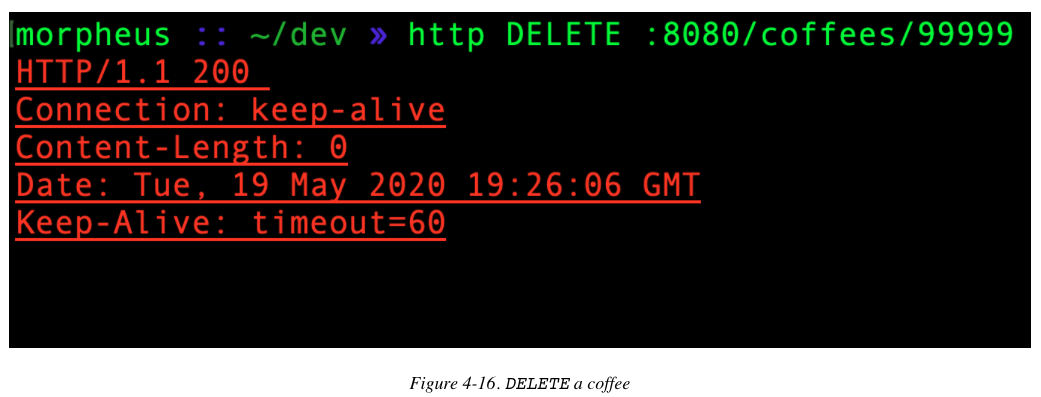 morpheus :: ~/dev » http DELETE :8080/coffees/99999
HTTP/1.1 200
Connection: keep-alive
Content-Length: 0
Date: Tue, 19 May 2020 19:26:06 GMT
Keep-Alive: timeout=60
Figure 4-16. DELETE a coffee